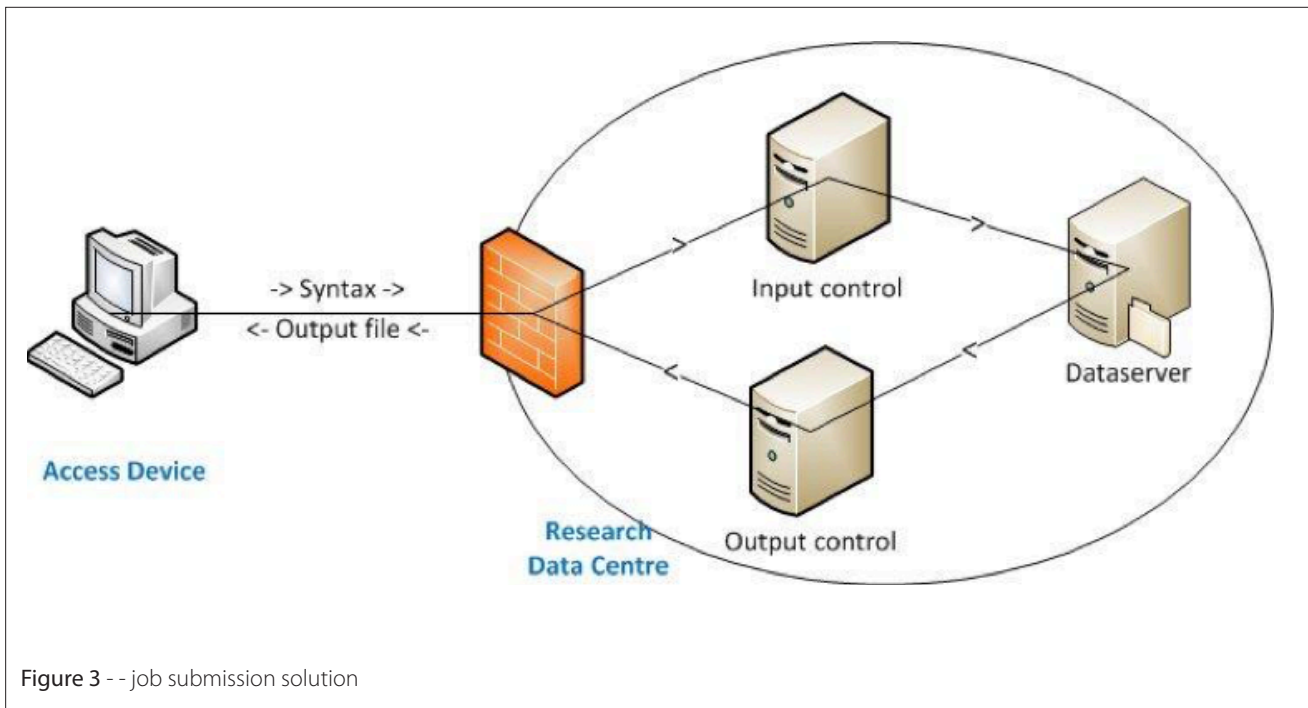 -> Syntax ->
<- Output file <-
Input control
Dataserver
Access Device
Research
Data Centre
Output control
Figure 3 - - job submission solution